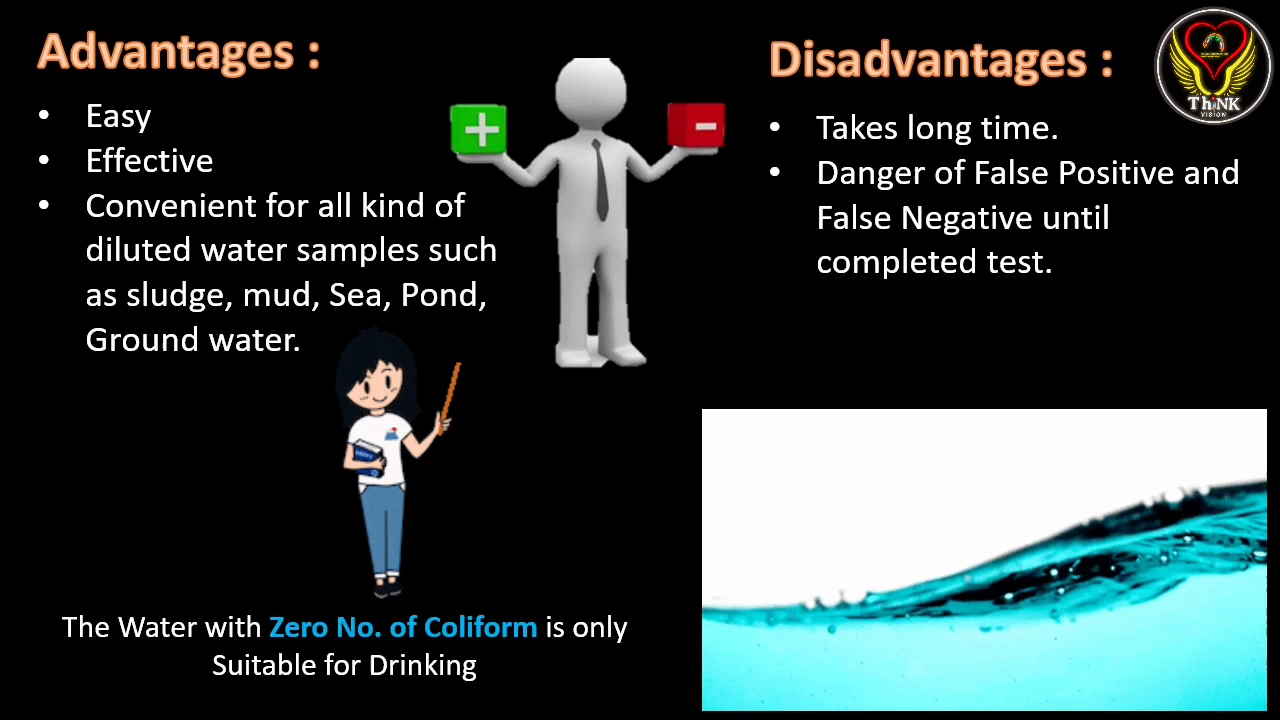 Advantages :
• Easy
• Effective
• Convenient for all kind of
diluted water samples such
as sludge, mud, Sea, Pond,
Ground water.
+
-
Disadvantages :
• Takes long time.
• Danger of False Positive and
False Negative until
completed test.
ThiNK
VISION
The Water with Zero No. of Coliform is only
Suitable for Drinking